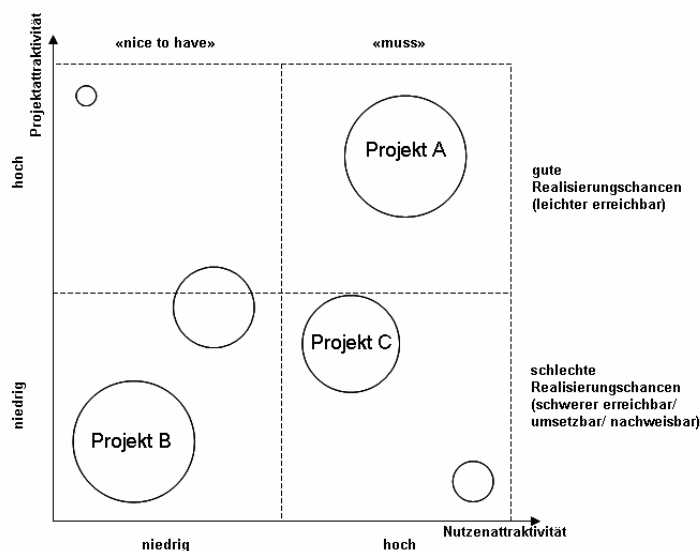 «nice to have»
«muss»
Projektattraktivität
hoch
niedrig
Projekt A
Projekt C
Projekt B
gute
Realisierungschancen
(leichter erreichbar)
schlechte
Realisierungschancen
(schwerer erreichbar/
umsetzbar/ nachweisbar)
niedrig
hoch
Nutzenattraktivität